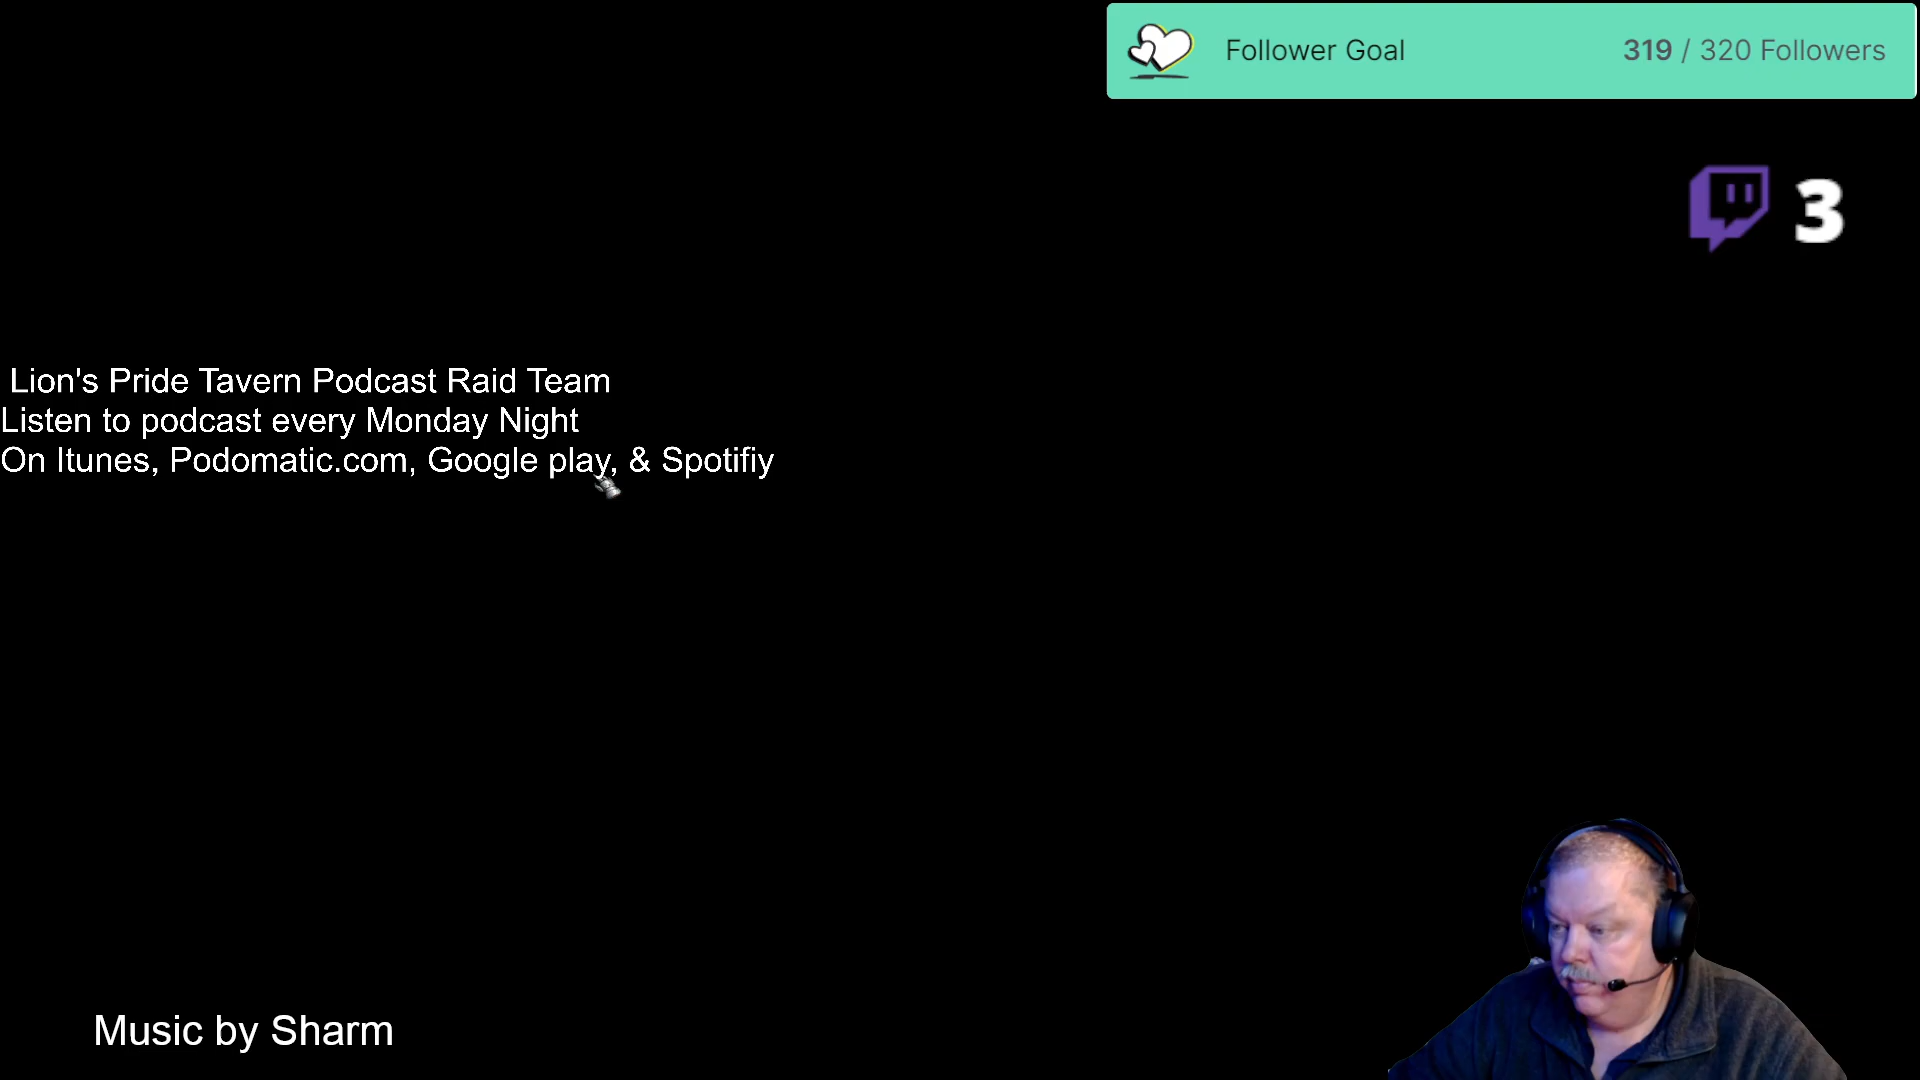 Follower Goal 319 / 320 Followers
3
Lion's Pride Tavern Podcast Raid Team
Listen to podcast every Monday Night
On Itunes, Podomatic.com, Google play, & Spotifiy
Music by Sharm